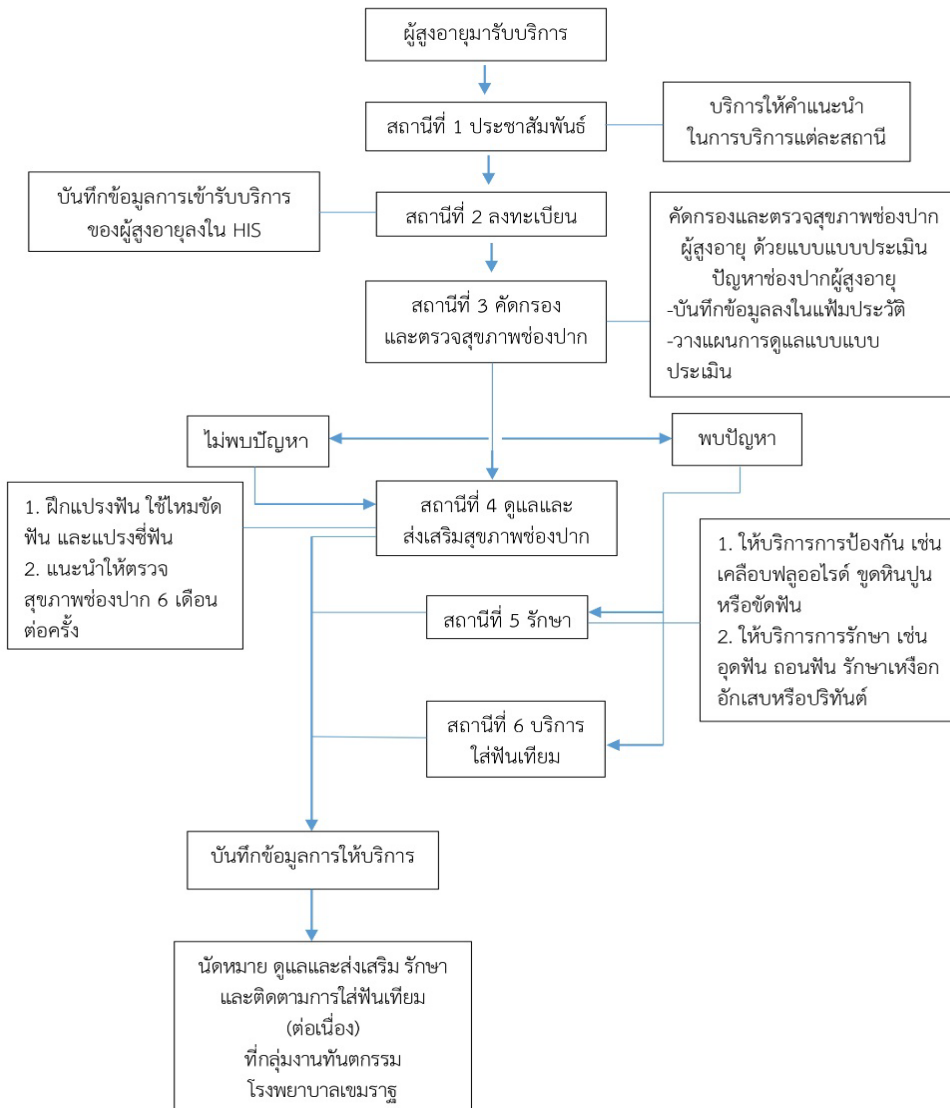 ผู้สูงอายุมารับบริการ
สถานีที่ 1 ประชาสัมพันธ์
บริการให้คำแนะนำ
ในการบริการแต่ละสถานี
บันทึกข้อมูลการเข้ารับบริการ
ของผู้สูงอายุลงใน HIS
สถานีที่ 2 ลงทะเบียน
คัดกรองและตรวจสุขภาพช่องปาก
ผู้สูงอายุ ด้วยแบบแบบประเมิน
ปัญหาช่องปากผู้สูงอายุ
-บันทึกข้อมูลลงในแฟ้มประวัติ
-วางแผนการดูแลแบบแบบ
ประเมิน
สถานีที่ 3 คัดกรอง
และตรวจสุขภาพช่องปาก
ไม่พบปัญหา
พบปัญหา
1. ฝึกแปรงฟัน ใช้ไหมขัด
ฟัน และแปรงซี่ฟัน
2. แนะนำให้ตรวจ
สุขภาพช่องปาก 6 เดือน
ต่อครั้ง
สถานีที่ 4 ดูแลและ
ส่งเสริมสุขภาพช่องปาก
1. ให้บริการการป้องกัน เช่น
เคลือบฟลูออไรด์ ขูดหินปูน
หรือขัดฟัน
2. ให้บริการการรักษา เช่น
อุดฟัน ถอนฟัน รักษาเหงือก
อักเสบหรือปริทันต์
สถานีที่ 5 รักษา
สถานีที่ 6 บริการ
ใส่ฟันเทียม
บันทึกข้อมูลการให้บริการ
นัดหมาย ดูแลและส่งเสริม รักษา
และติดตามการใส่ฟันเทียม
(ต่อเนื่อง)
ที่กลุ่มงานทันตกรรม
โรงพยาบาลเขมราฐ